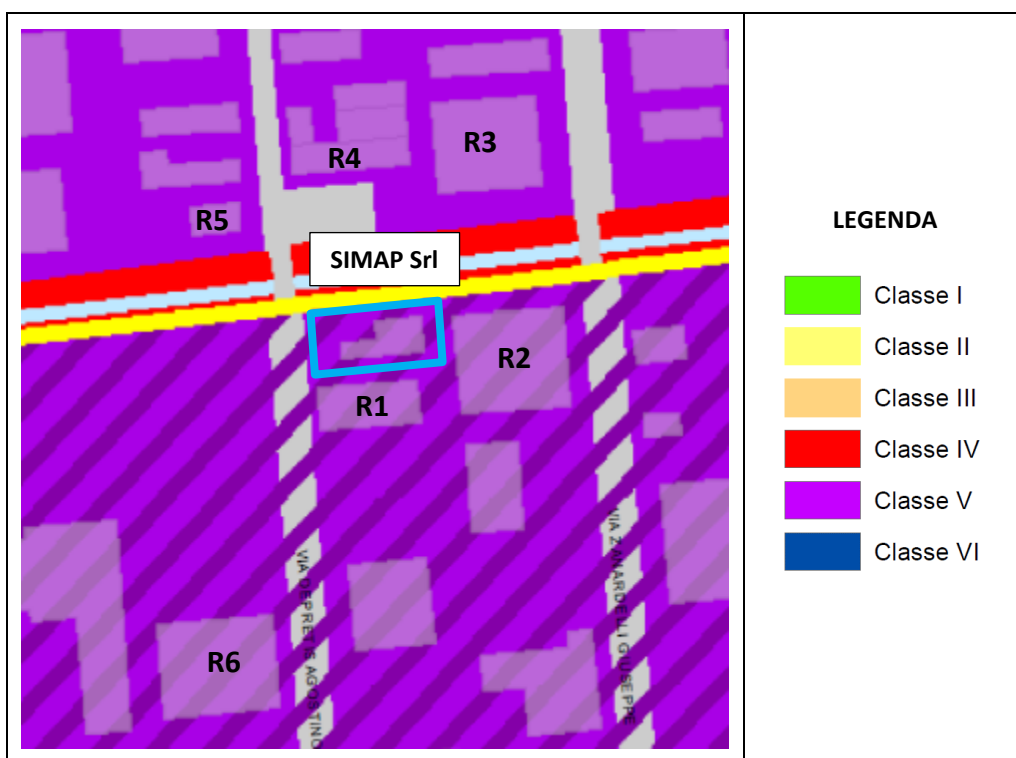 R4
R3
R5
SIMAP Srl
R2
R1
R6
VIA DEPRETIS AGOSTINO
VIA ZANARDELLI GIUSEPPE
LEGENDA
Classe I
Classe II
Classe III
Classe IV
Classe V
Classe VI